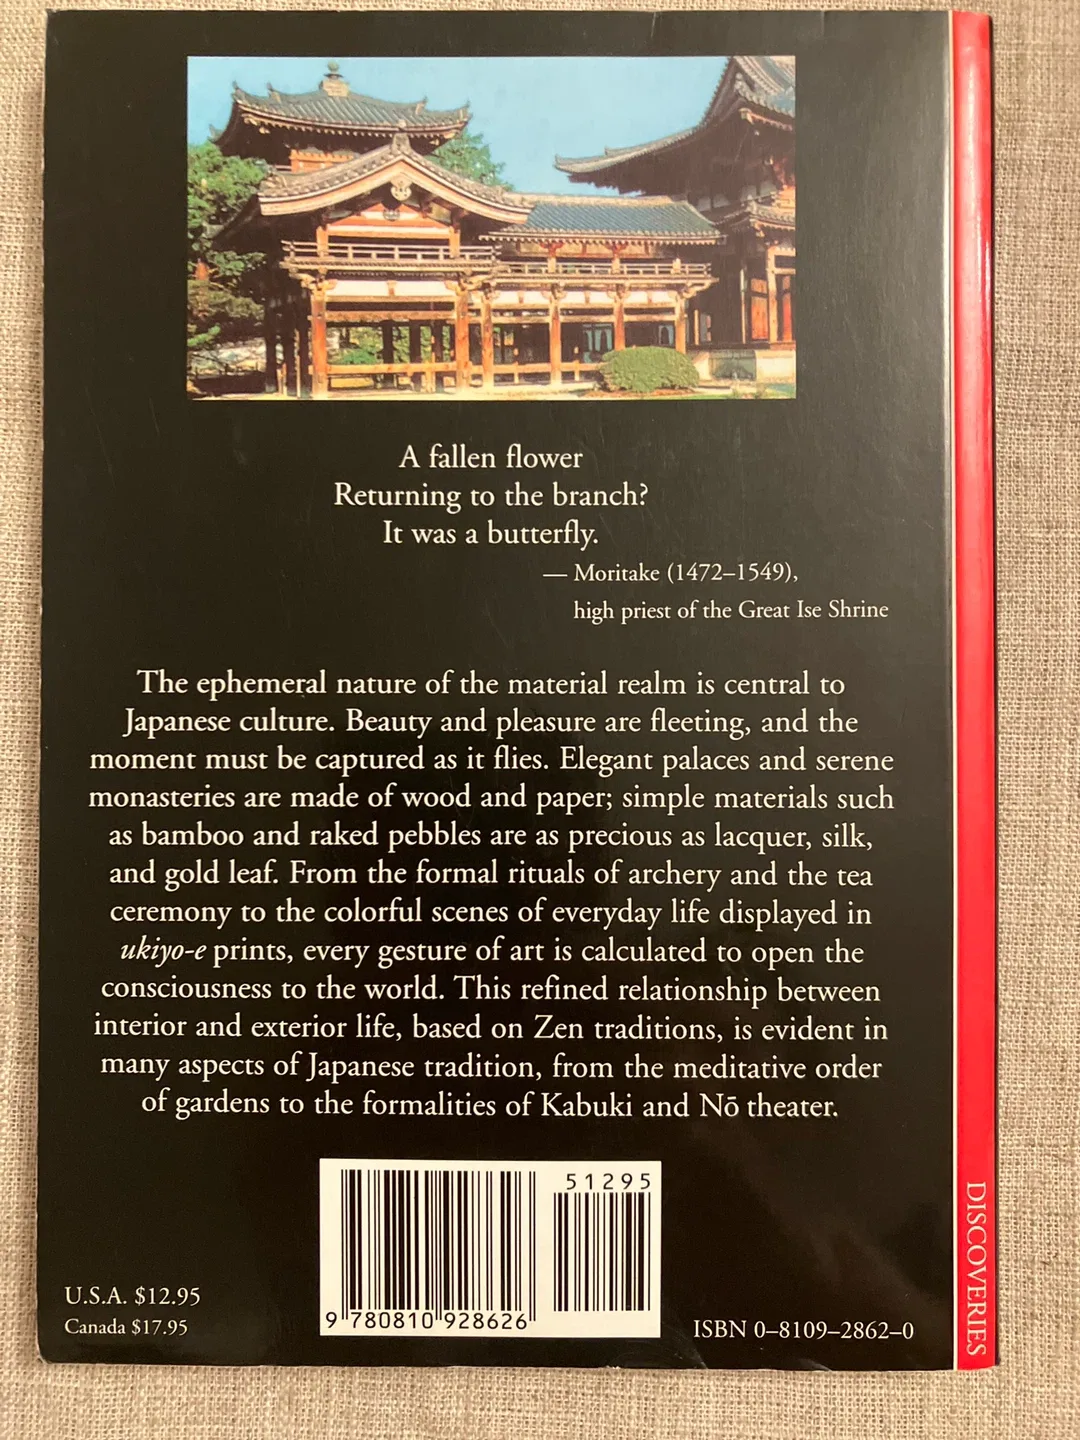 A fallen flower
Returning to the branch?
It was a butterfly.
— Moritake (1472–1549),
high priest of the Great Ise Shrine
The ephemeral nature of the material realm is central to
Japanese culture. Beauty and pleasure are fleeting, and the
moment must be captured as it flies. Elegant palaces and serene
monasteries are made of wood and paper; simple materials such
as bamboo and raked pebbles are as precious as lacquer, silk,
and gold leaf. From the formal rituals of archery and the tea
ceremony to the colorful scenes of everyday life displayed in
ukiyo-e prints, every gesture of art is calculated to open the
consciousness to the world. This refined relationship between
interior and exterior life, based on Zen traditions, is evident in
many aspects of Japanese tradition, from the meditative order
of gardens to the formalities of Kabuki and Nō theater.
51295
9 780810 928626
U.S.A. $12.95
Canada $17.95
ISBN 0–8109–2862–0
DISCOVERIES